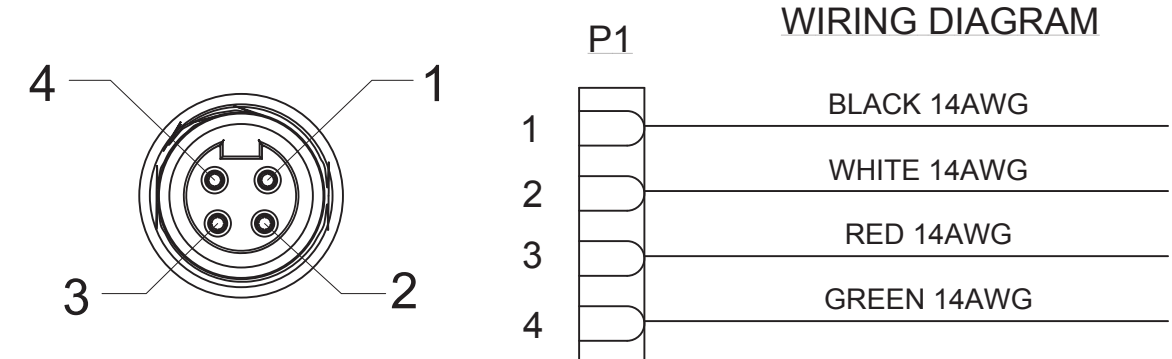 WIRING DIAGRAM
P1
4
1
3
2
1 BLACK 14AWG
2 WHITE 14AWG
3 RED 14AWG
4 GREEN 14AWG